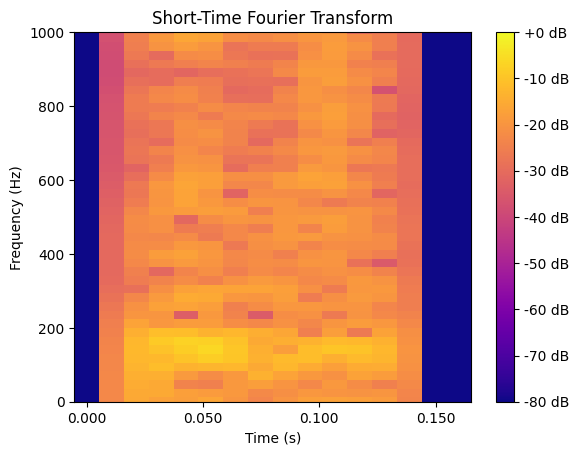 Short-Time Fourier Transform
Frequency (Hz)
1000
800
600
400
200
0
0.000
0.050
0.100
0.150
Time (s)
+0 dB
-10 dB
-20 dB
-30 dB
-40 dB
-50 dB
-60 dB
-70 dB
-80 dB